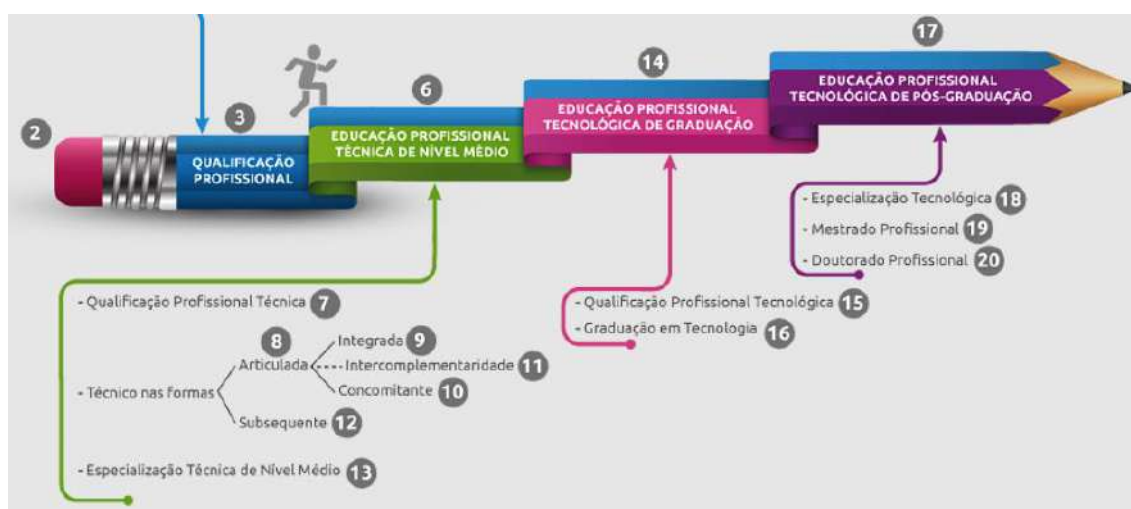 17
14
EDUCAÇÃO PROFISSIONAL
TECNOLÓGICA DE PÓS-GRADUAÇÃO
6
EDUCAÇÃO PROFISSIONAL
TECNOLÓGICA DE GRADUAÇÃO
2
3
EDUCAÇÃO PROFISSIONAL
TÉCNICA DE NÍVEL MÉDIO
QUALIFICAÇÃO
PROFISSIONAL
- Especialização Tecnológica 18
- Mestrado Profissional 19
- Doutorado Profissional 20
- Qualificação Profissional Técnica 7
- Qualificação Profissional Tecnológica 15
- Graduação em Tecnologia 16
8
Integrada 9
Articulada
Intercomplementaridade 11
Concomitante 10
- Técnico nas formas
Subsequente 12
- Especialização Técnica de Nível Médio 13